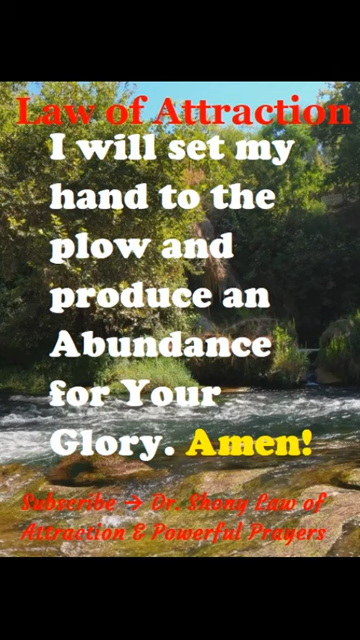 Law of Attraction
I will set my
hand to the
plow and
produce an
Abundance
for Your
Glory. Amen!
Subscribe → Dr. Shony Law of
Attraction & Powerful Prayers